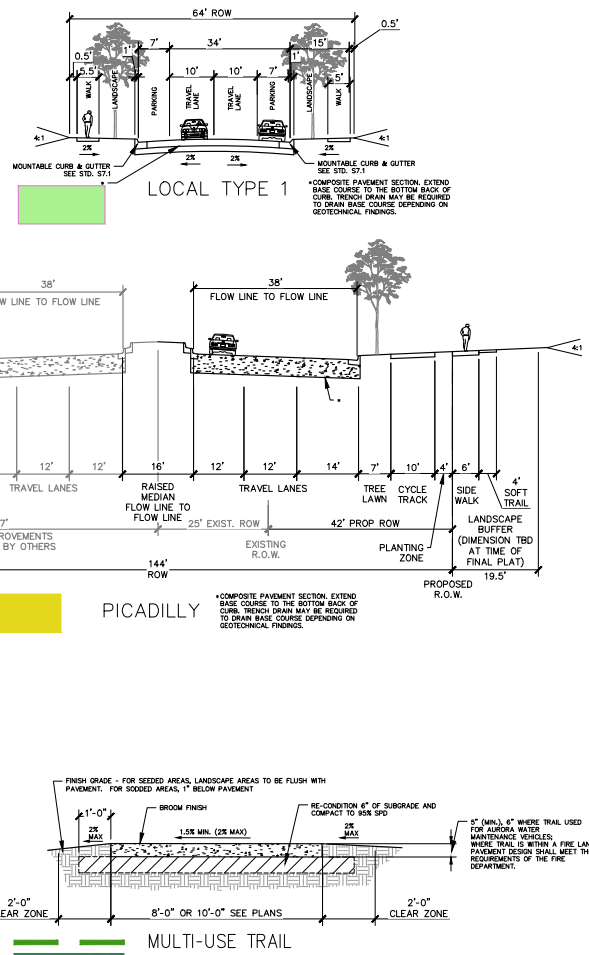 64' ROW
0.5'
7'
34'
15'
0.5'
1'
1'
5.5'
10'
10'
7'
5'
WALK
LANDSCAPE
PARKING
TRAVEL
LANE
TRAVEL
LANE
PARKING
LANDSCAPE
WALK
4:1
4:1
2%
2%
2%
2%
MOUNTABLE CURB & GUTTER
SEE STD. S7.1
MOUNTABLE CURB & GUTTER
SEE STD. S7.1
*
LOCAL TYPE 1
*COMPOSITE PAVEMENT SECTION. EXTEND
BASE COURSE TO THE BOTTOM BACK OF
CURB. TRENCH DRAIN MAY BE REQUIRED
TO DRAIN BASE COURSE DEPENDING ON
GEOTECHNICAL FINDINGS.
38'
W LINE TO FLOW LINE
38'
FLOW LINE TO FLOW LINE
4:1
*
12'
12'
16'
12'
12'
14'
7'
10'
4'
6'
4'
SOFT
TRAIL
TRAVEL LANES
RAISED
MEDIAN
FLOW LINE TO
FLOW LINE
TRAVEL LANES
TREE
LAWN
CYCLE
TRACK
SIDE
WALK
7'
ROVEMENTS
BY OTHERS
25' EXIST. ROW
42' PROP ROW
EXISTING
R.O.W.
PLANTING
ZONE
LANDSCAPE
BUFFER
(DIMENSION TBD
AT TIME OF
FINAL PLAT)
144'
ROW
19.5'
PROPOSED
R.O.W.
PICADILLY
*COMPOSITE PAVEMENT SECTION. EXTEND
BASE COURSE TO THE BOTTOM BACK OF
CURB. TRENCH DRAIN MAY BE REQUIRED
TO DRAIN BASE COURSE DEPENDING ON
GEOTECHNICAL FINDINGS.
FINISH GRADE - FOR SEEDED AREAS, LANDSCAPE AREAS TO BE FLUSH WITH
PAVEMENT. FOR SODDED AREAS, 1" BELOW PAVEMENT
1'-0"
BROOM FINISH
RE-CONDITION 6" OF SUBGRADE AND
COMPACT TO 95% SPD
2%
MAX
1.5% MIN. (2% MAX)
2%
MAX
5" (MIN.), 6" WHERE TRAIL USED
FOR AURORA WATER
MAINTENANCE VEHICLES;
WHERE TRAIL IS WITHIN A FIRE LAN
PAVEMENT DESIGN SHALL MEET TH
REQUIREMENTS OF THE FIRE
DEPARTMENT.
2'-0"
LEAR ZONE
8'-0" OR 10'-0" SEE PLANS
2'-0"
CLEAR ZONE
MULTI-USE TRAIL